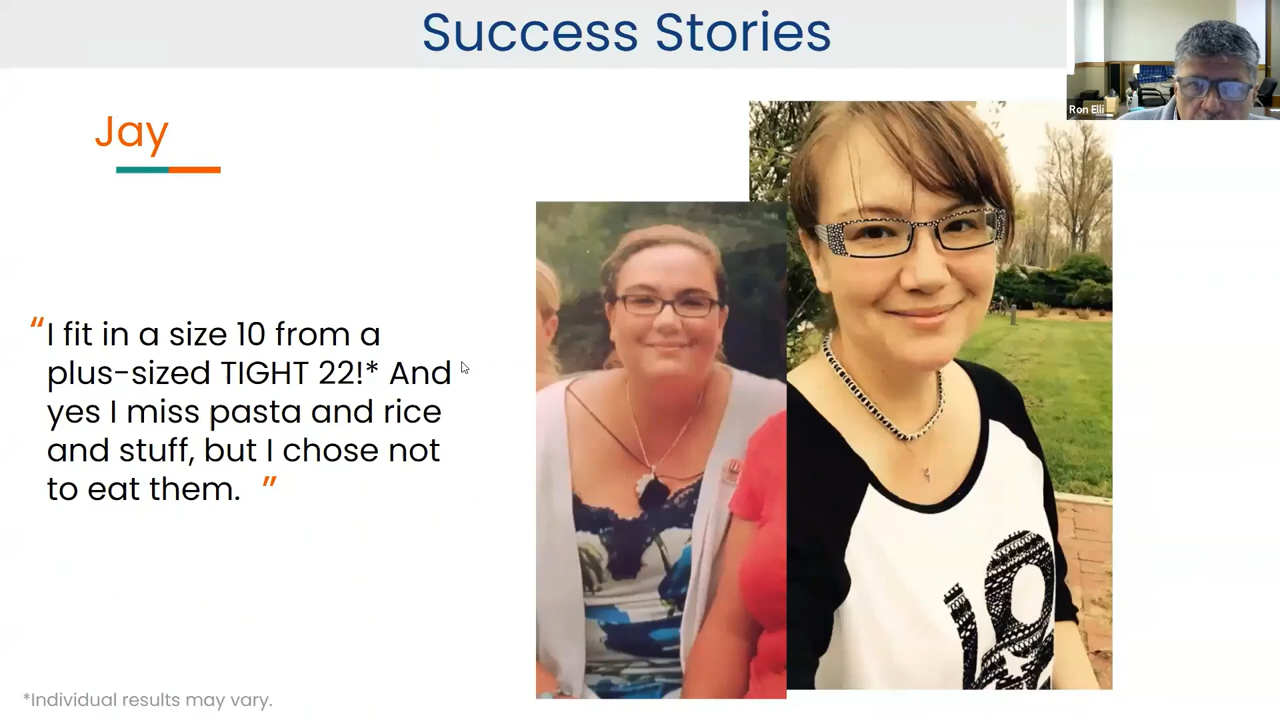 Success Stories
Ron Elli
Jay
“I fit in a size 10 from a
plus-sized TIGHT 22!* And
yes I miss pasta and rice
and stuff, but I chose not
to eat them. ”
*Individual results may vary.